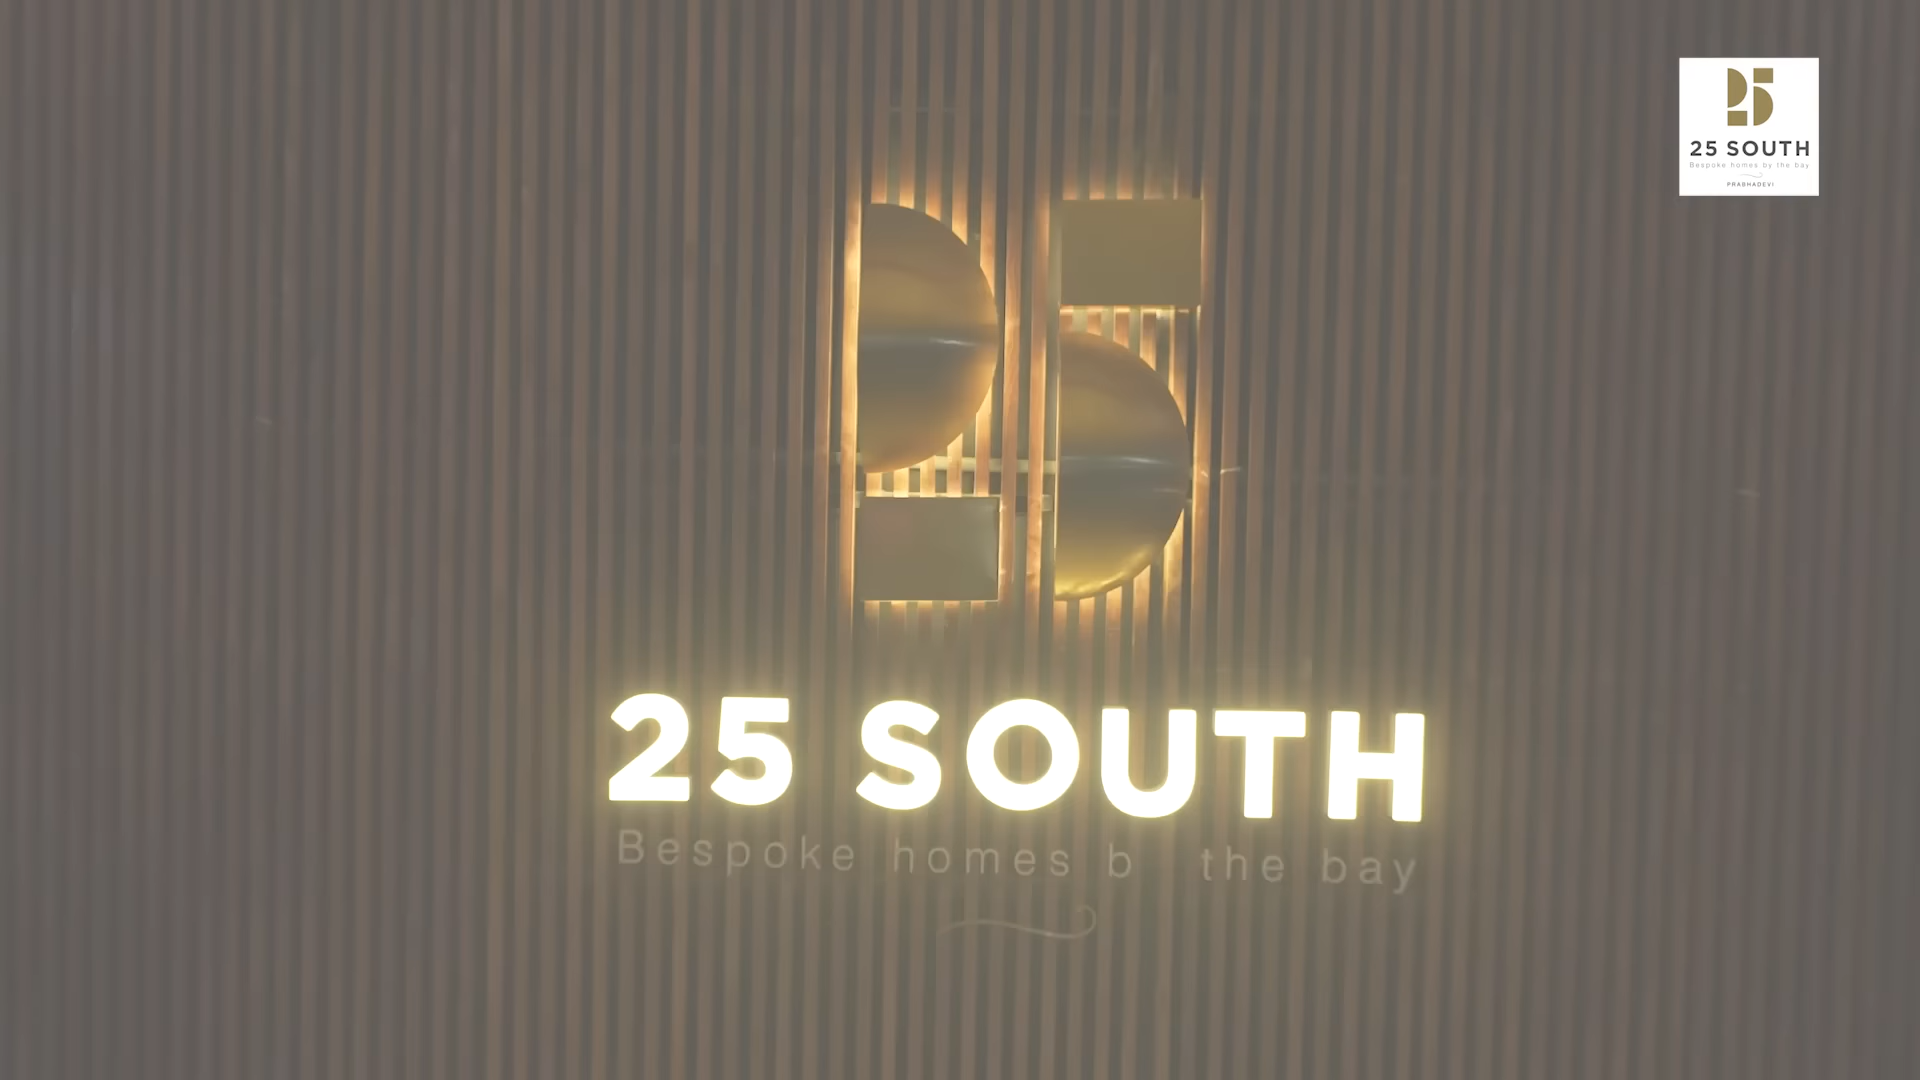 25 SOUTH
Bespoke homes by the bay
PRABHADEVI
25 SOUTH
Bespoke homes b the bay